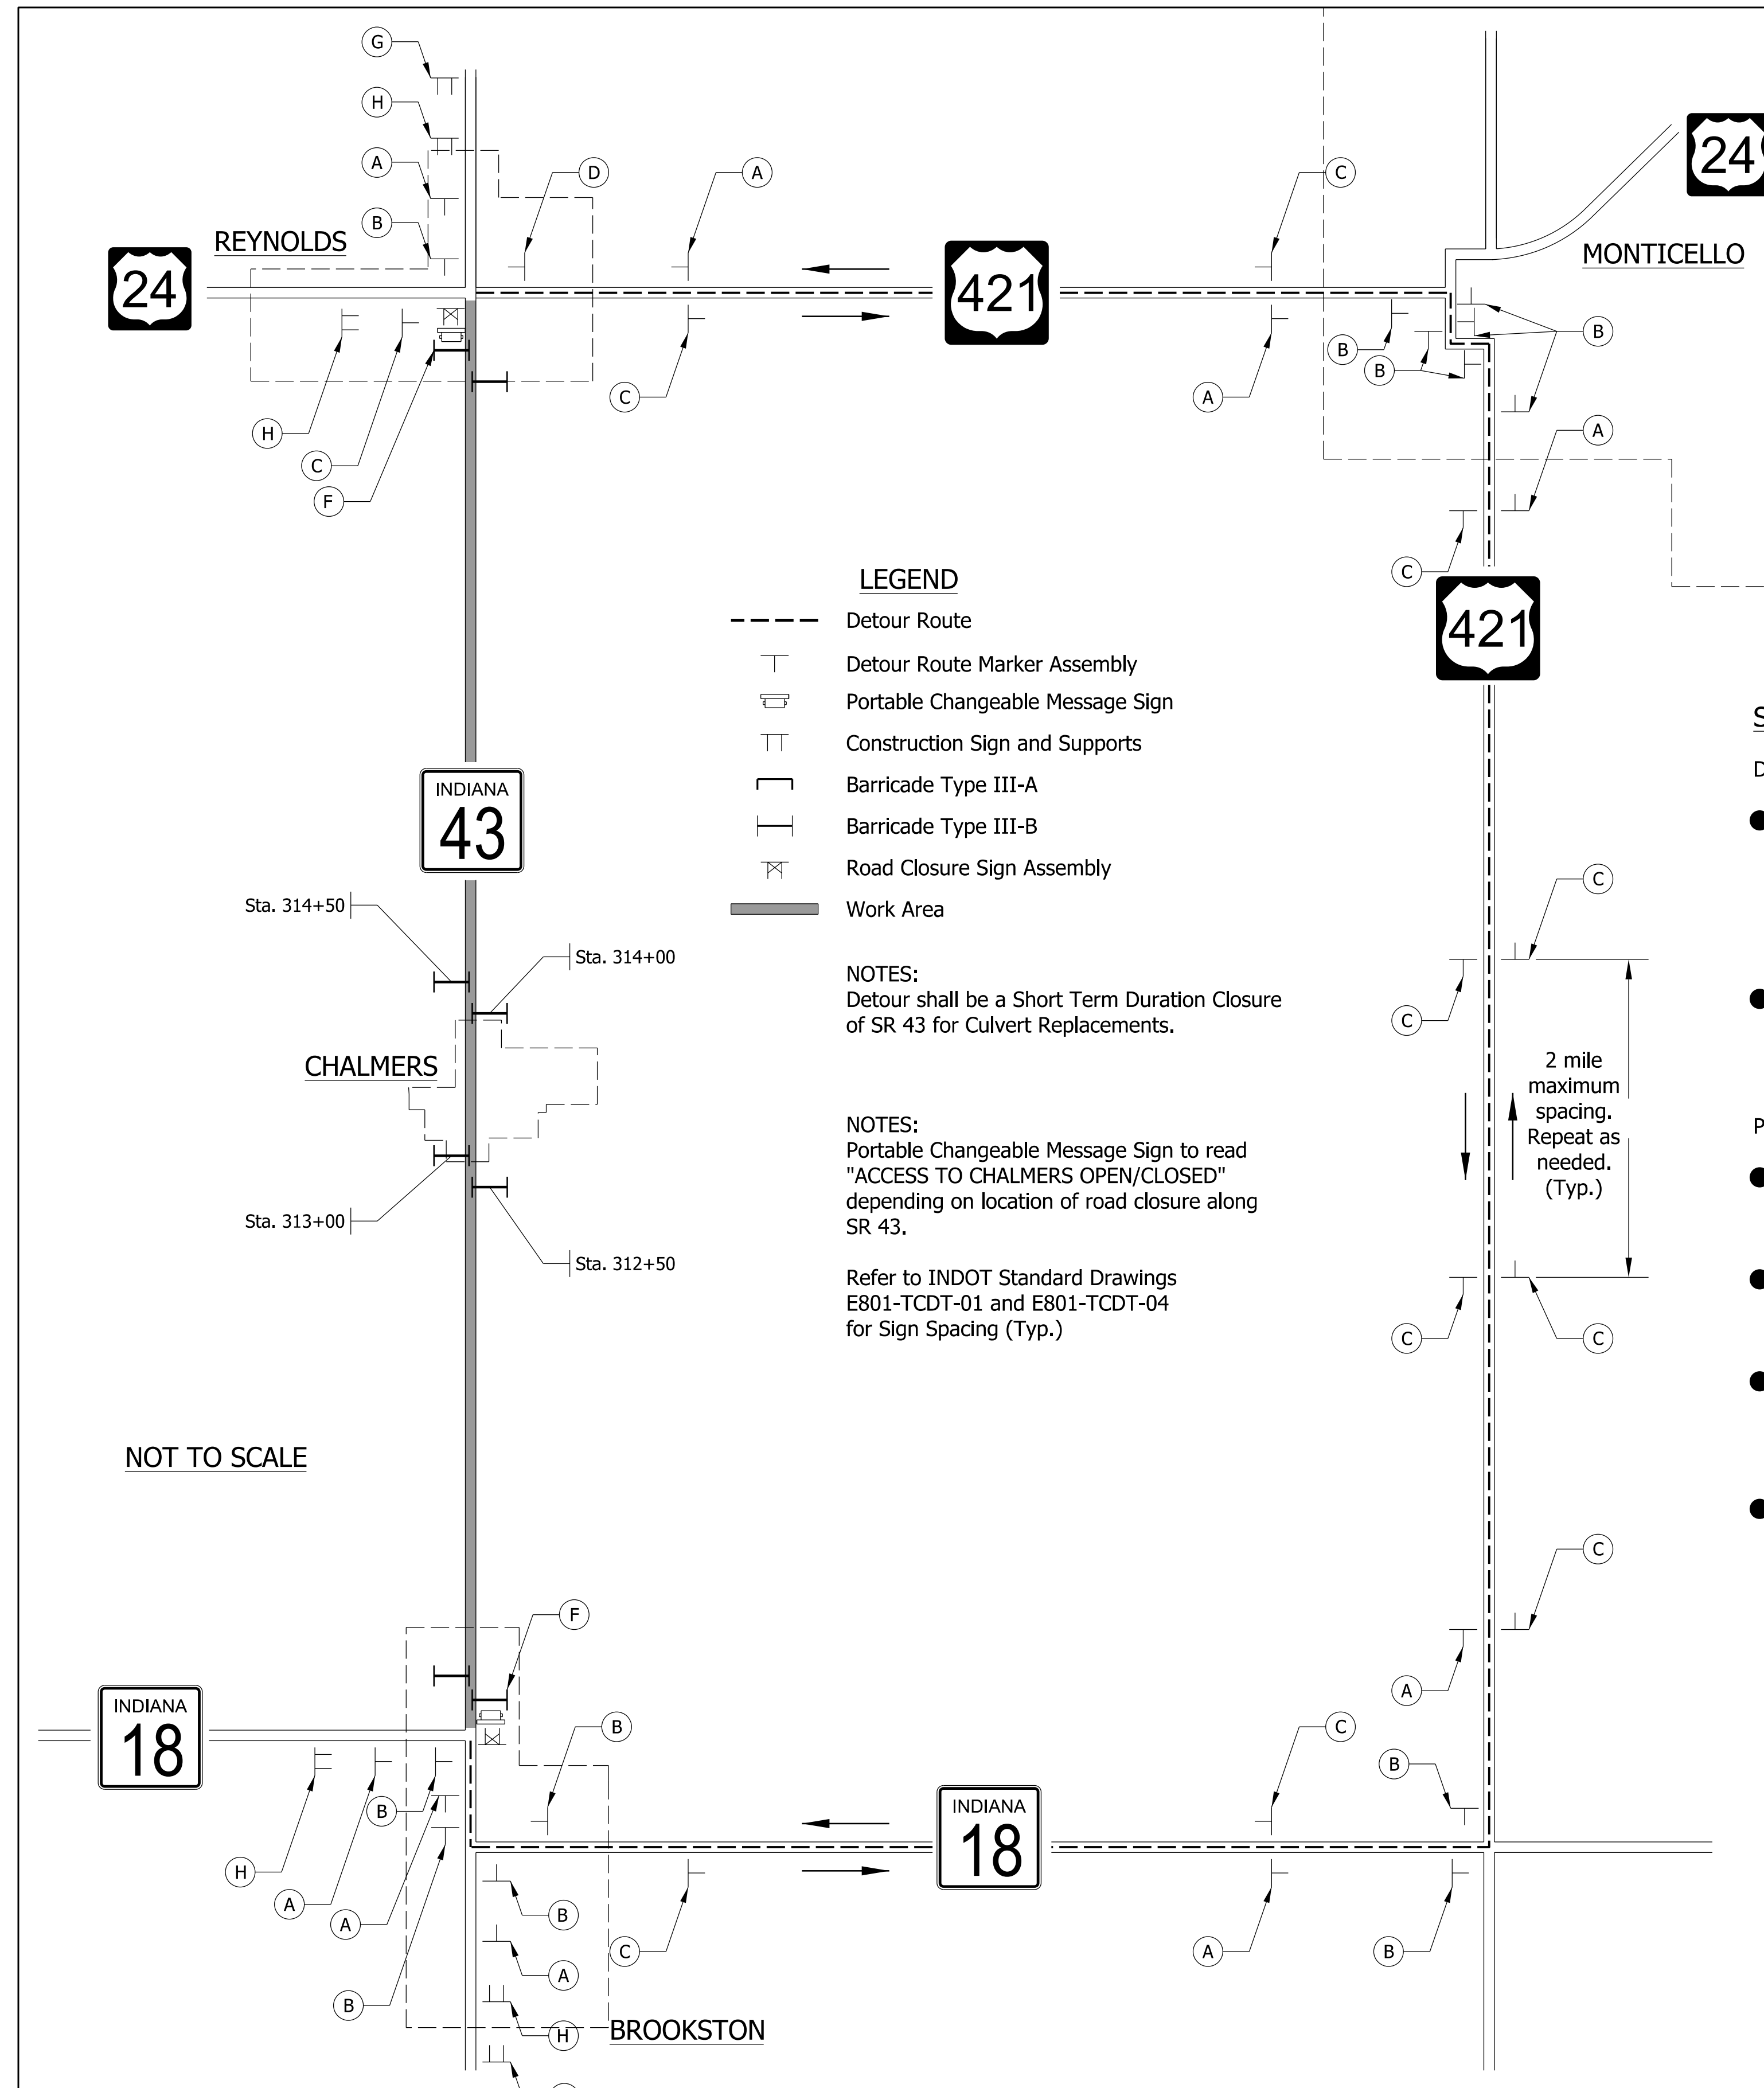 G
H
A
B
D
A
C
24
REYNOLDS
MONTICELLO
24
421
B
B
B
H
C
F
C
A
A
C
LEGEND
Detour Route
Detour Route Marker Assembly
Portable Changeable Message Sign
Construction Sign and Supports
Barricade Type III-A
Barricade Type III-B
Road Closure Sign Assembly
Work Area
421
S
D
INDIANA
43
Sta. 314+50
Sta. 314+00
C
C
NOTES:
Detour shall be a Short Term Duration Closure
of SR 43 for Culvert Replacements.
CHALMERS
2 mile
maximum
spacing.
Repeat as
needed.
(Typ.)
P
NOTES:
Portable Changeable Message Sign to read
"ACCESS TO CHALMERS OPEN/CLOSED"
depending on location of road closure along
SR 43.
Sta. 313+00
Sta. 312+50
Refer to INDOT Standard Drawings
E801-TCDT-01 and E801-TCDT-04
for Sign Spacing (Typ.)
C
C
NOT TO SCALE
C
F
A
INDIANA
18
B
C
B
B
INDIANA
18
H
A
A
B
B
C
A
B
A
H
BROOKSTON